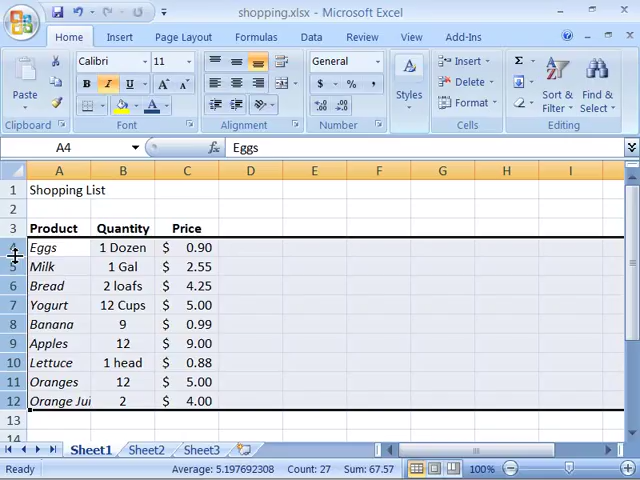 shopping.xlsx - Microsoft Excel
Home Insert Page Layout Formulas Data Review View Add-Ins
Paste
Clipboard
Calibri 11
B I U A A
A
Font
Alignment
General
$ % ,
Number
A
Styles
Insert
Delete
Format
Cells
Σ
Sort & Filter
Find & Select
Editing
A4 fx Eggs
A B C D E F G H I
1 Shopping List
2
3 Product Quantity Price
4 Eggs 1 Dozen $ 0.90
5 Milk 1 Gal $ 2.55
6 Bread 2 loafs $ 4.25
7 Yogurt 12 Cups $ 5.00
8 Banana 9 $ 0.99
9 Apples 12 $ 9.00
10 Lettuce 1 head $ 0.88
11 Oranges 12 $ 5.00
12 Orange Jui 2 $ 4.00
13
14
Sheet1 Sheet2 Sheet3
Ready Average: 5.197692308 Count: 27 Sum: 67.57 100%